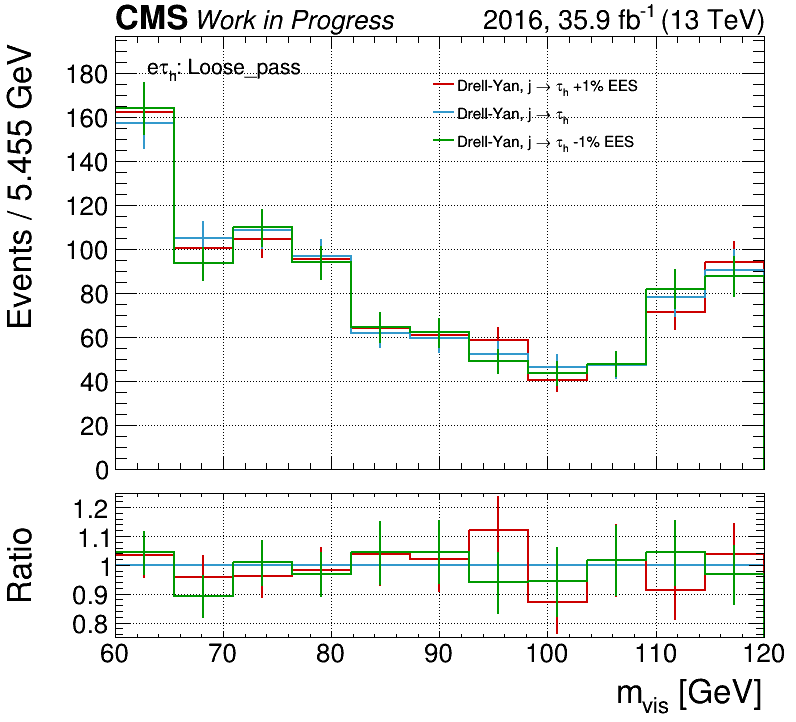 CMS Work in Progress 2016, 35.9 fb⁻¹ (13 TeV)
eτh: Loose_pass
Drell-Yan, j → τh +1% EES
Drell-Yan, j → τh
Drell-Yan, j → τh -1% EES
Events / 5.455 GeV
180
160
140
120
100
80
60
40
20
0
Ratio
1.2
1.1
1
0.9
0.8
60 70 80 90 100 110 120
mvis [GeV]